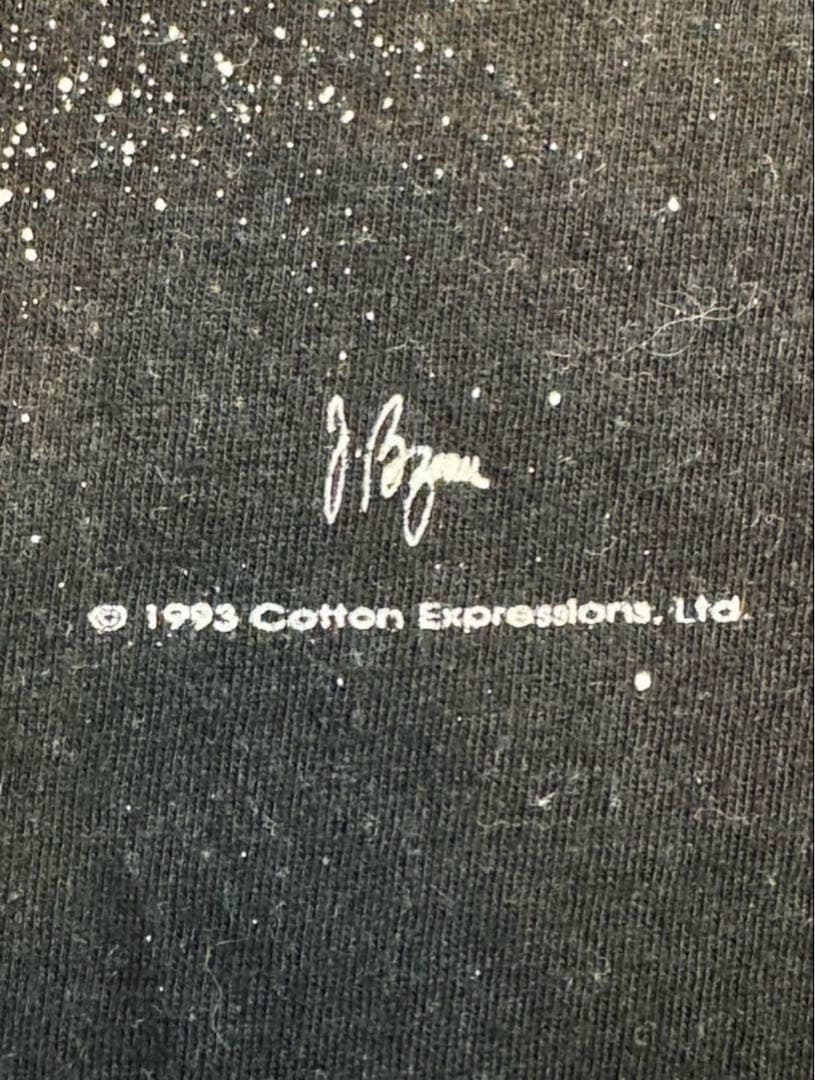 © 1993 Cotton Expressions, Ltd.